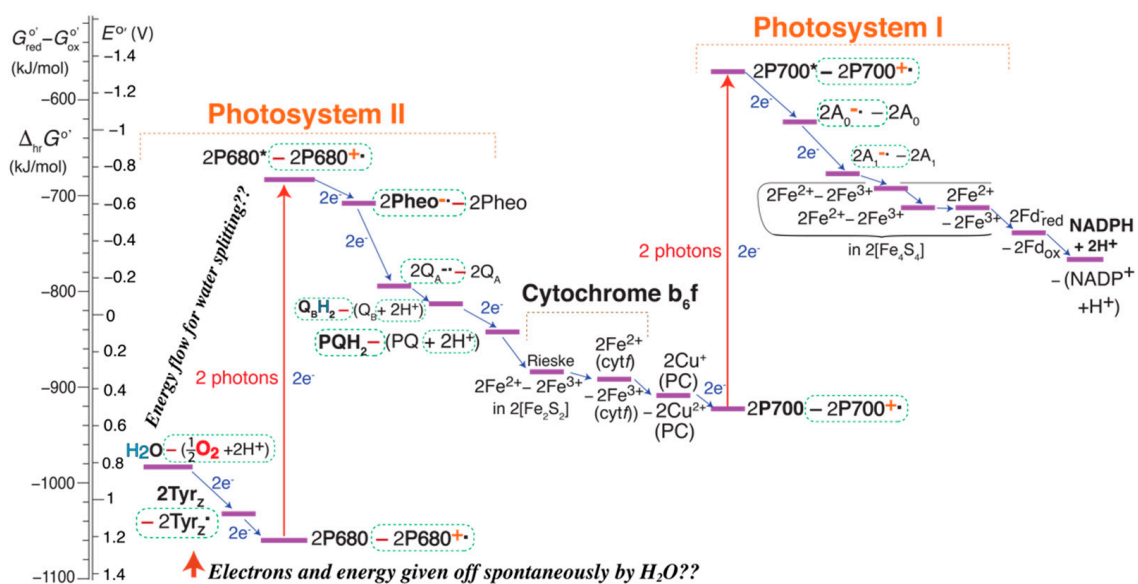 Photosystem I
G°'red–G°'ox
(kJ/mol)
E°' (V)
−1.4
2P700* – 2P700+·
−600
−1.2
2e-
Photosystem II
−1
2A0-· – 2A0
ΔhrG°'
(kJ/mol)
2e-
2P680* – 2P680+·
2A1-· – 2A1
−0.8
−700
2e-
2Pheo-· – 2Pheo
−0.6
2Fe2+– 2Fe3+
2Fe2+
2Fe2+– 2Fe3+
– 2Fe3+
2Fd-red
NADPH
+ 2H+
in 2[Fe4S4]
– 2Fdox
– (NADP+
+H+)
Energy flow for water splitting??
−0.4
2e-
2 photons
2e-
−0.2
2QA-· – 2QA
−800
0
QBH2 – (QB + 2H+)
2e-
Cytochrome b6f
PQH2 – (PQ + 2H+)
0.2
Rieske
2Fe2+
(cytf)
2Cu+
(PC)
2 photons
2e-
2Fe2+– 2Fe3+
in 2[Fe2S2]
– 2Fe3+
(cytf))
– 2Cu2+
(PC)
2e-
2P700 – 2P700+·
−900
0.4
0.6
H2O – (1/2 O2 +2H+)
0.8
−1000
2e-
2TyrZ
– 2TyrZ·
1
2e-
2P680 – 2P680+·
1.2
Electrons and energy given off spontaneously by H2O??
−1100
1.4